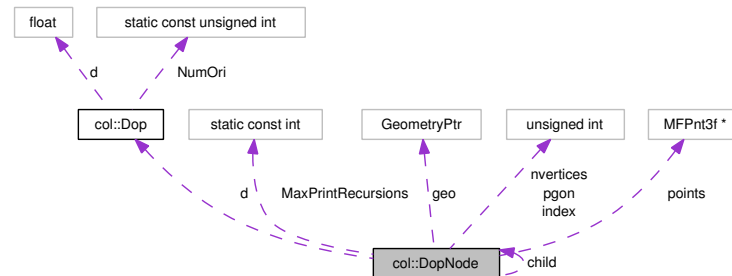 float
static const unsigned int
d
NumOri
col::Dop
static const int
GeometryPtr
unsigned int
MFPnt3f *
d
MaxPrintRecursions
geo
nvertices
pgon
index
points
col::DopNode
child